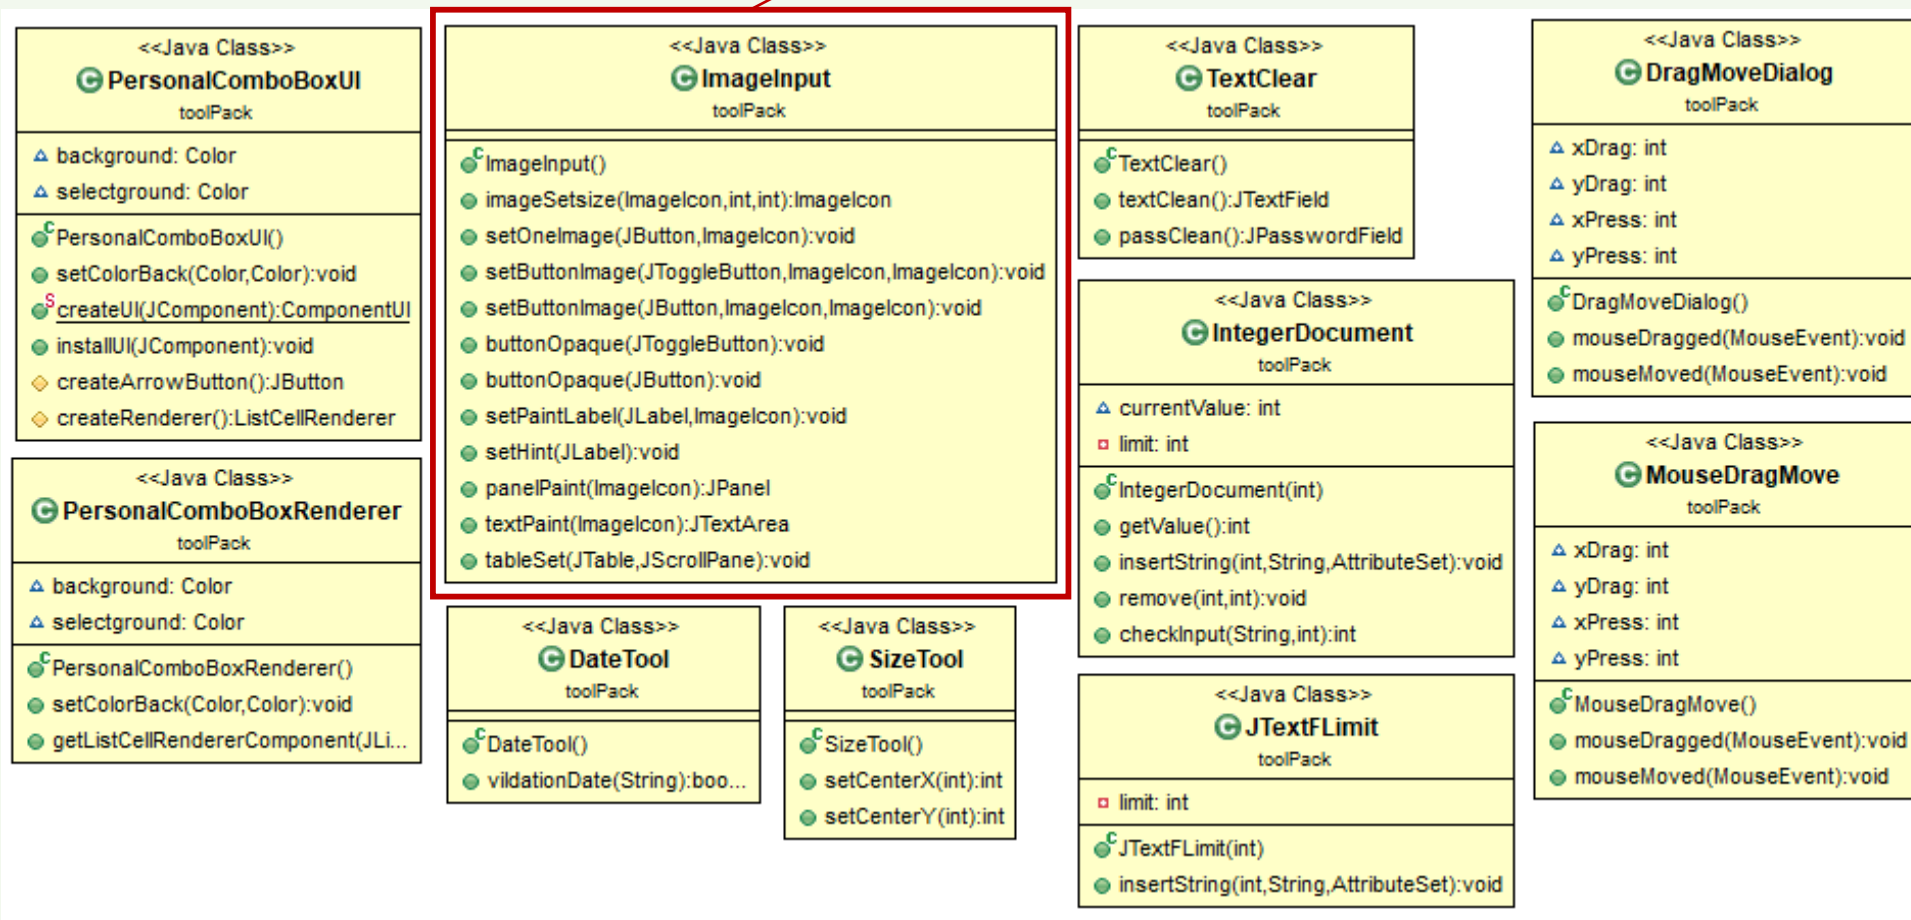 <<Java Class>>
PersonalComboBoxUI
toolPack
background: Color
selectground: Color
PersonalComboBoxUI()
setColorBack(Color,Color):void
createUI(JComponent):ComponentUI
installUI(JComponent):void
createArrowButton():JButton
createRenderer():ListCellRenderer
<<Java Class>>
PersonalComboBoxRenderer
toolPack
background: Color
selectground: Color
PersonalComboBoxRenderer()
setColorBack(Color,Color):void
getListCellRendererComponent(JLi...
<<Java Class>>
ImageInput
toolPack
ImageInput()
imageSetsize(ImageIcon,int,int):ImageIcon
setOneImage(JButton,ImageIcon):void
setButtonImage(JToggleButton,ImageIcon,ImageIcon):void
setButtonImage(JButton,ImageIcon,ImageIcon):void
buttonOpaque(JToggleButton):void
buttonOpaque(JButton):void
setPaintLabel(JLabel,ImageIcon):void
setHint(JLabel):void
panelPaint(ImageIcon):JPanel
textPaint(ImageIcon):JTextArea
tableSet(JTable,JScrollPane):void
<<Java Class>>
DateTool
toolPack
DateTool()
vildationDate(String):boo...
<<Java Class>>
SizeTool
toolPack
SizeTool()
setCenterX(int):int
setCenterY(int):int
<<Java Class>>
TextClear
toolPack
TextClear()
textClean():JTextField
passClean():JPasswordField
<<Java Class>>
IntegerDocument
toolPack
currentValue: int
limit: int
IntegerDocument(int)
getValue():int
insertString(int,String,AttributeSet):void
remove(int,int):void
checkInput(String,int):int
<<Java Class>>
JTextFLimit
toolPack
limit: int
JTextFLimit(int)
insertString(int,String,AttributeSet):void
<<Java Class>>
DragMoveDialog
toolPack
xDrag: int
yDrag: int
xPress: int
yPress: int
DragMoveDialog()
mouseDragged(MouseEvent):void
mouseMoved(MouseEvent):void
<<Java Class>>
MouseDragMove
toolPack
xDrag: int
yDrag: int
xPress: int
yPress: int
MouseDragMove()
mouseDragged(MouseEvent):void
mouseMoved(MouseEvent):void